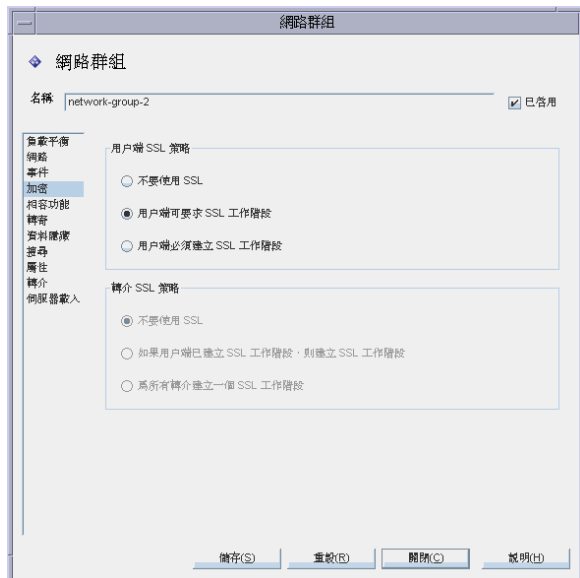 網路群組
網路群組
名稱
network-group-2
已啓用
負載平衡
網路
事件
加密
相容功能
轉寄
資料隱藏
搜尋
屬性
轉介
伺服器載入
用戶端 SSL 策略
不要使用 SSL
用戶端可要求 SSL 工作階段
用戶端必須建立 SSL 工作階段
轉介 SSL 策略
不要使用 SSL
如果用戶端已建立 SSL 工作階段，則建立 SSL 工作階段
爲所有轉介建立一個 SSL 工作階段
儲存(S) 重設(R) 關閉(C) 說明(H)